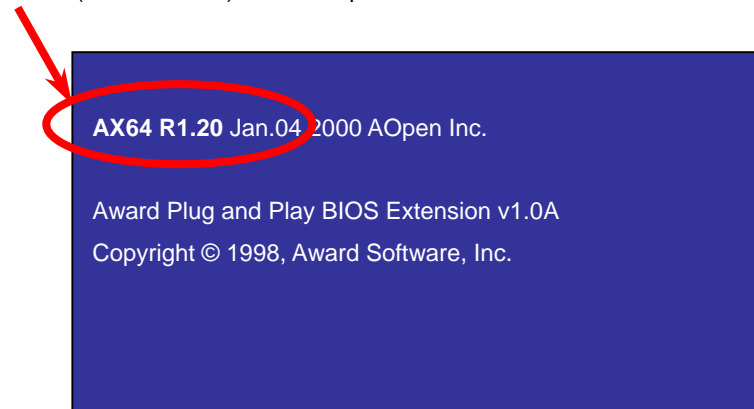 AX64 R1.20 Jan.04 2000 AOpen Inc.
Award Plug and Play BIOS Extension v1.0A
Copyright © 1998, Award Software, Inc.